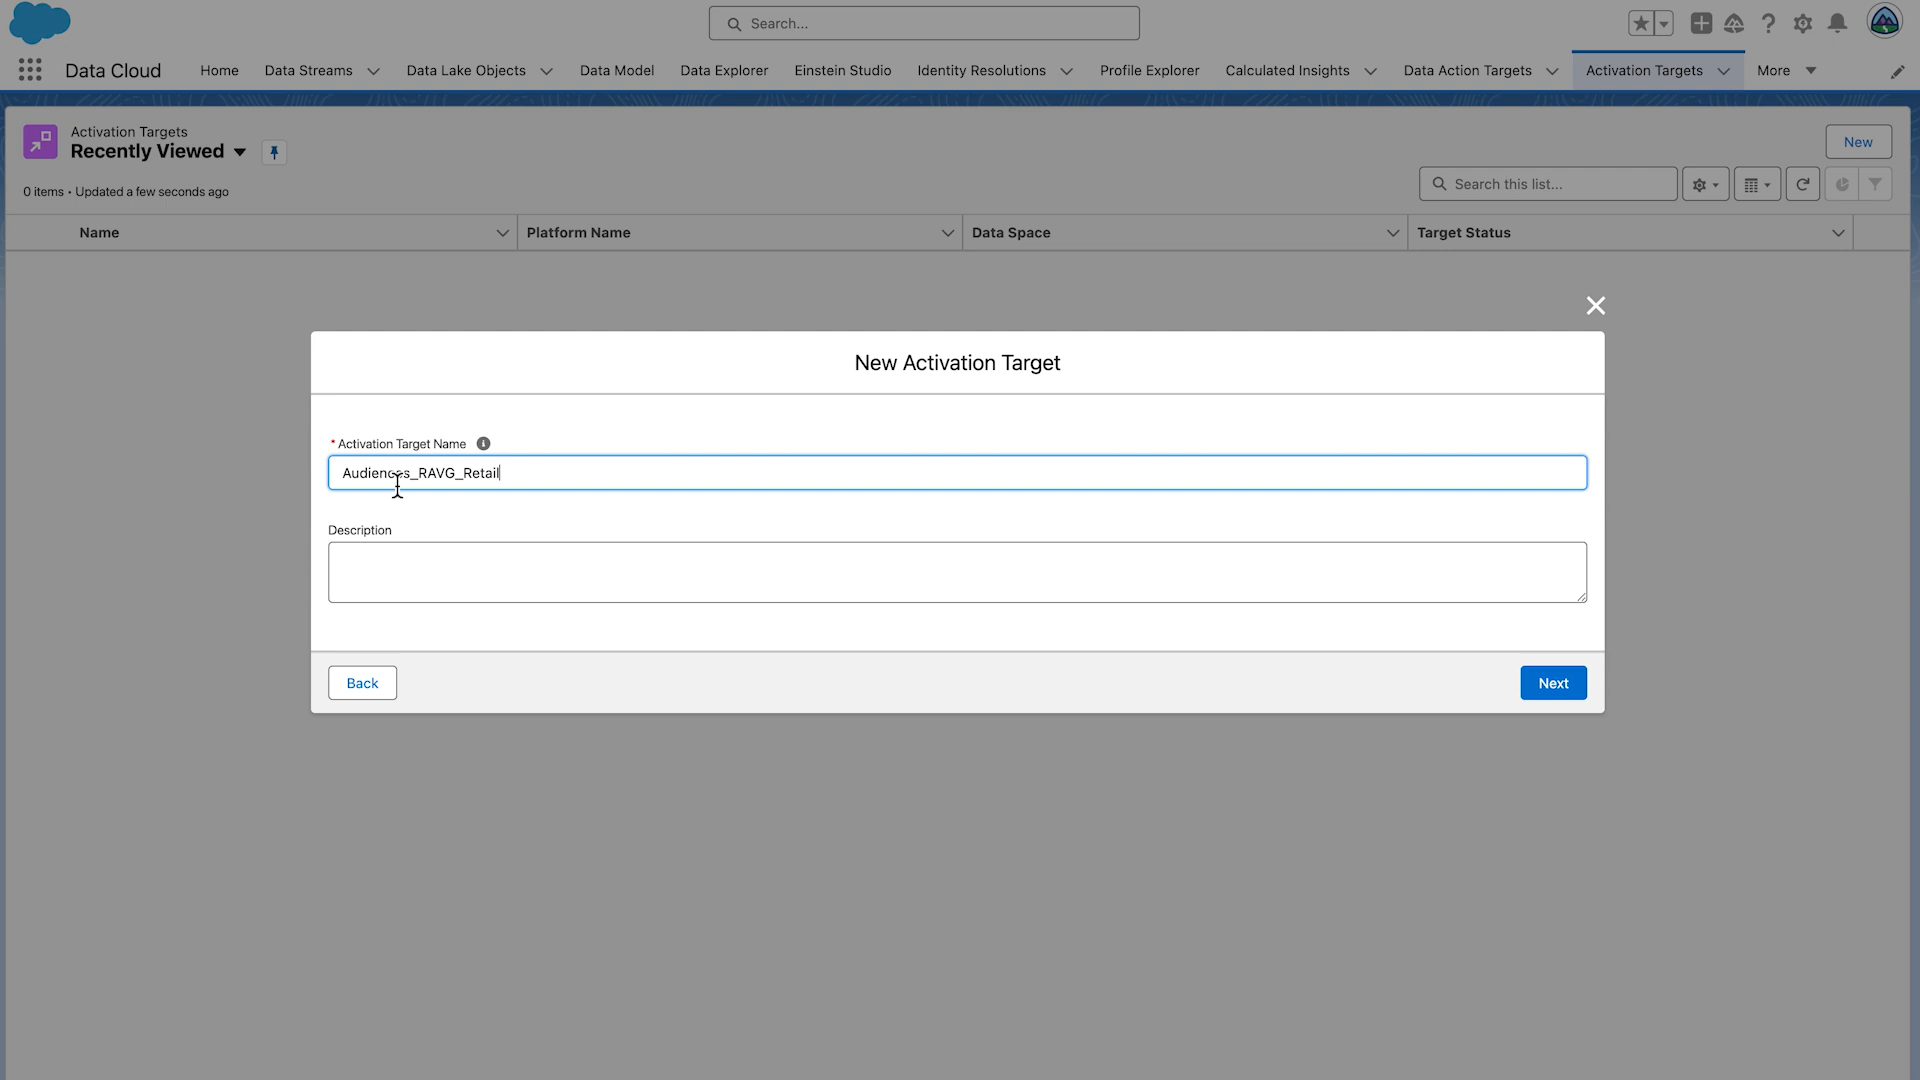 Search...
Data Cloud
Home
Data Streams
Data Lake Objects
Data Model
Data Explorer
Einstein Studio
Identity Resolutions
Profile Explorer
Calculated Insights
Data Action Targets
Activation Targets
More
Activation Targets
Recently Viewed
New
0 items • Updated a few seconds ago
Search this list...
Name
Platform Name
Data Space
Target Status
New Activation Target
* Activation Target Name
Audiences_RAVG_Retail
Description
Back
Next